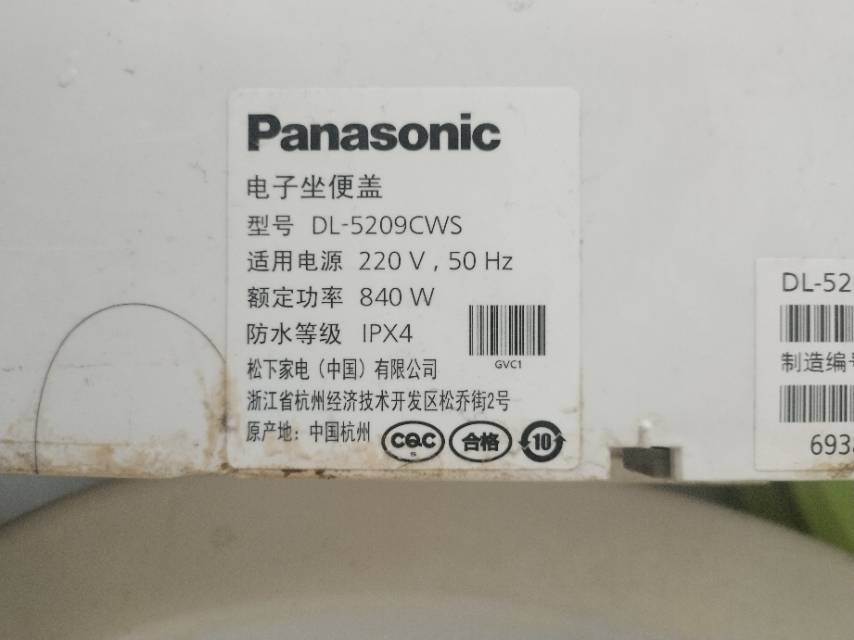 Panasonic
电子坐便盖
型号 DL-5209CWS
适用电源 220 V , 50 Hz
额定功率 840 W
防水等级 IPX4
GVC1
松下家电（中国）有限公司
浙江省杭州经济技术开发区松乔街2号
原产地：中国杭州
CQC
S
合格
10
DL-52
制造编号
693